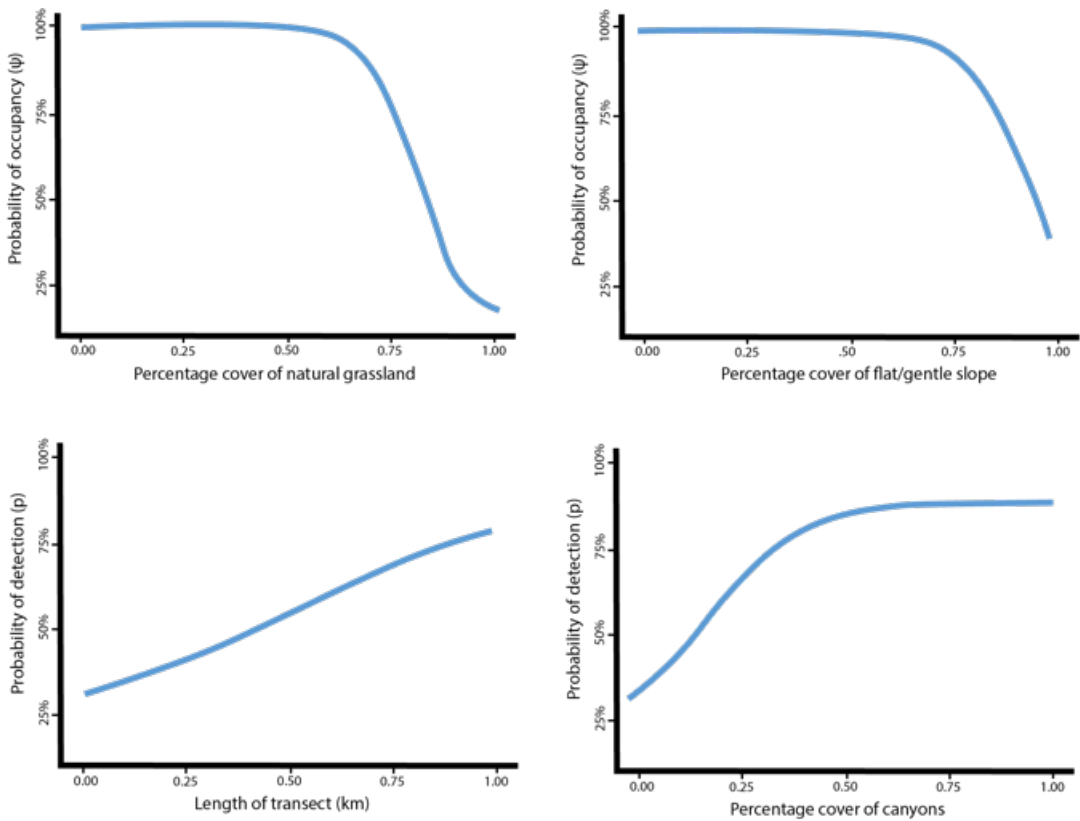 Probability of occupancy (ψ)
100%
75%
50%
25%
0.00 0.25 0.50 0.75 1.00
Percentage cover of natural grassland
Probability of occupancy (ψ)
100%
75%
50%
25%
0.00 0.25 .50 0.75 1.00
Percentage cover of flat/gentle slope
Probability of detection (p)
100%
75%
50%
25%
0.00 0.25 0.50 0.75 1.00
Length of transect (km)
Probability of detection (p)
100%
75%
50%
25%
0.00 0.25 0.50 0.75 1.00
Percentage cover of canyons